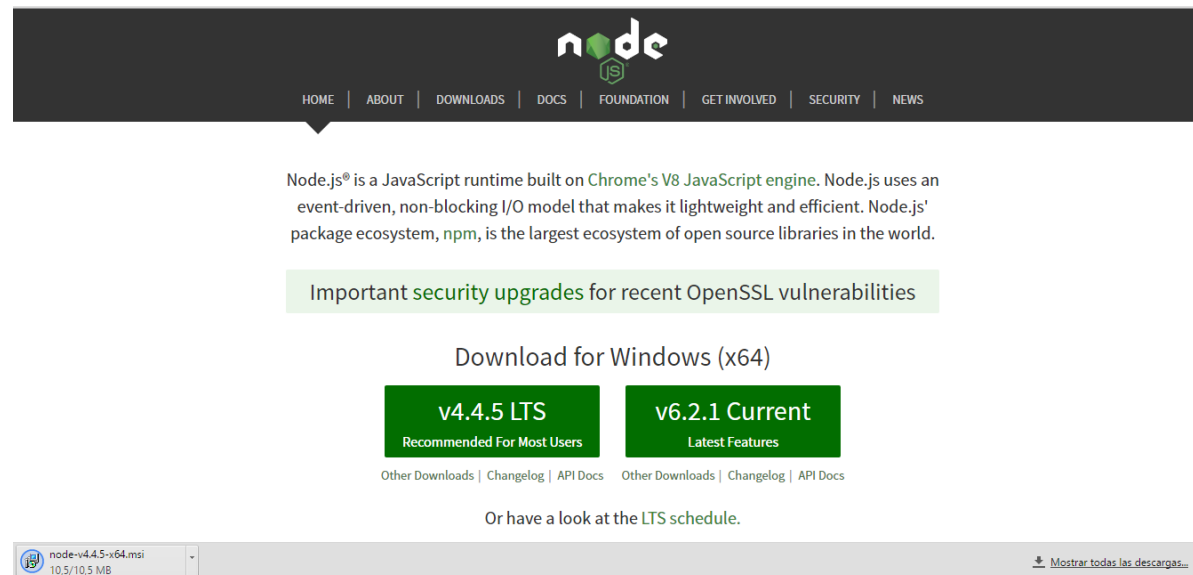 node
JS
HOME | ABOUT | DOWNLOADS | DOCS | FOUNDATION | GET INVOLVED | SECURITY | NEWS
Node.js® is a JavaScript runtime built on Chrome's V8 JavaScript engine. Node.js uses an
event-driven, non-blocking I/O model that makes it lightweight and efficient. Node.js'
package ecosystem, npm, is the largest ecosystem of open source libraries in the world.
Important security upgrades for recent OpenSSL vulnerabilities
Download for Windows (x64)
v4.4.5 LTS
Recommended For Most Users
v6.2.1 Current
Latest Features
Other Downloads | Changelog | API Docs
Other Downloads | Changelog | API Docs
Or have a look at the LTS schedule.
node-v4.4.5-x64.msi
10,5/10,5 MB
Mostrar todas las descargas...